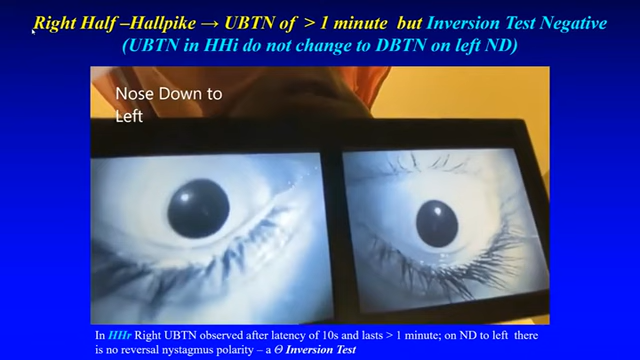 Right Half –Hallpike → UBTN of > 1 minute but Inversion Test Negative
(UBTN in HHi do not change to DBTN on left ND)
Nose Down to
Left
In HHr Right UBTN observed after latency of 10s and lasts > 1 minute; on ND to left there
is no reversal nystagmus polarity – a Θ Inversion Test